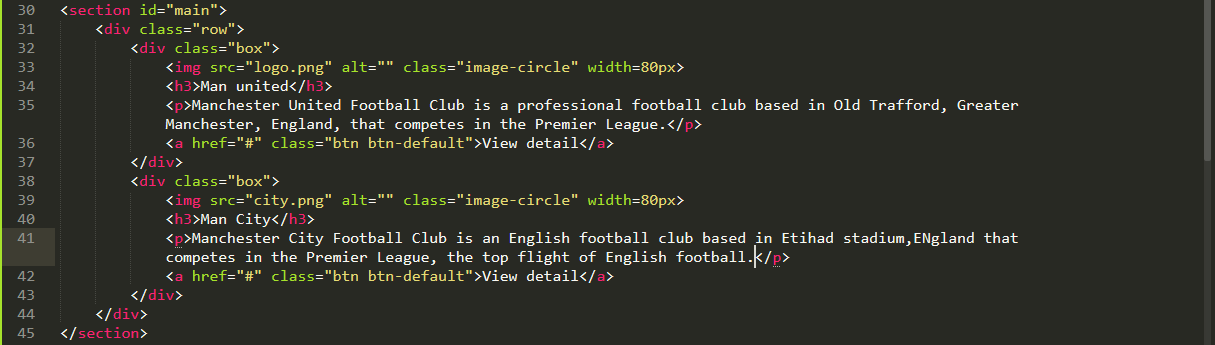 30 <section id="main">
31 <div class="row">
32 <div class="box">
33 <img src="logo.png" alt="" class="image-circle" width=80px>
34 <h3>Man united</h3>
35 <p>Manchester United Football Club is a professional football club based in Old Trafford, Greater
Manchester, England, that competes in the Premier League.</p>
36 <a href="#" class="btn btn-default">View detail</a>
37 </div>
38 <div class="box">
39 <img src="city.png" alt="" class="image-circle" width=80px>
40 <h3>Man City</h3>
41 <p>Manchester City Football Club is an English football club based in Etihad stadium,ENgland that
competes in the Premier League, the top flight of English football.</p>
42 <a href="#" class="btn btn-default">View detail</a>
43 </div>
44 </div>
45 </section>